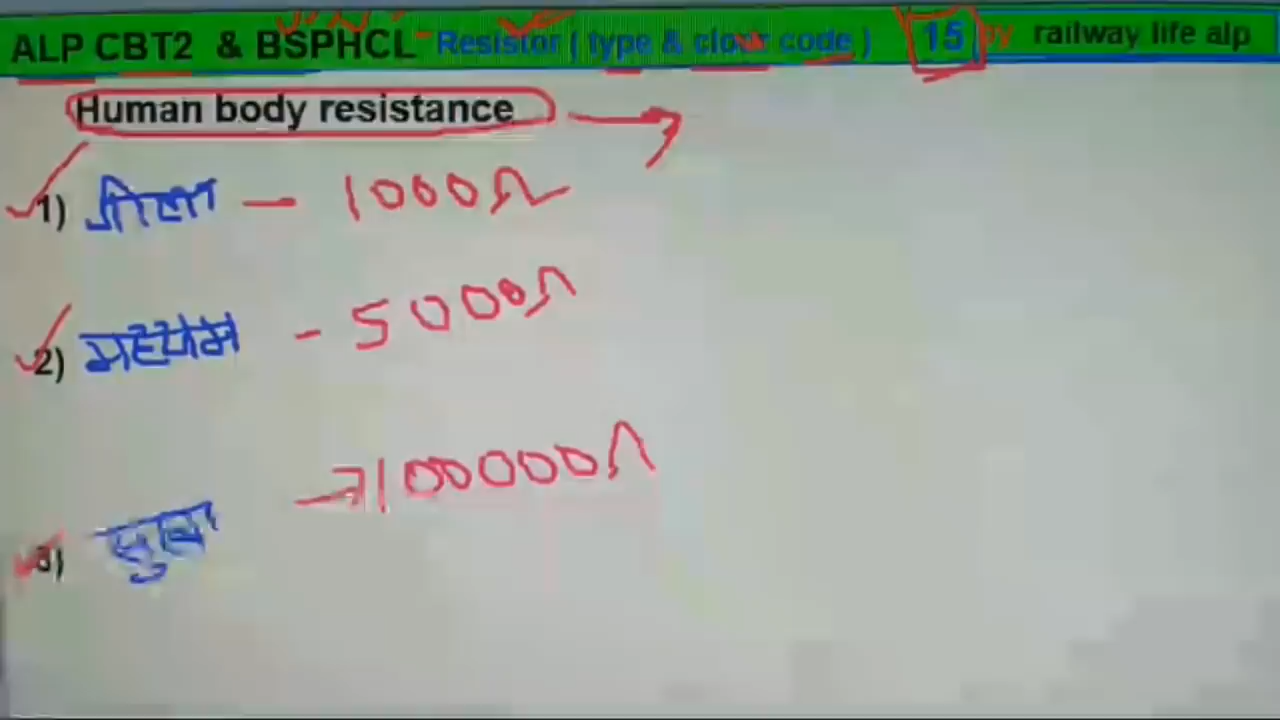 ALP CBT2 & BSPHCL Resistor ( type & clour code ) 15 by railway life alp
Human body resistance
1) गीला - 1000Ω
2) मध्यम - 5000Ω
3) सुखा → 100000Ω